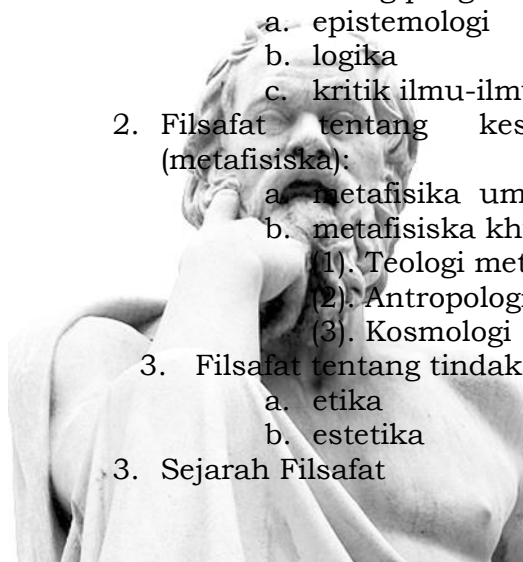 a. epistemologi
b. logika
c. kritik ilmu-ilmu
2. Filsafat tentang kes
(metafisiska):
a. metafisika um
b. metafisiska kh
(1). Teologi met
(2). Antropologi
(3). Kosmologi
3. Filsafat tentang tindak
a. etika
b. estetika
3. Sejarah Filsafat